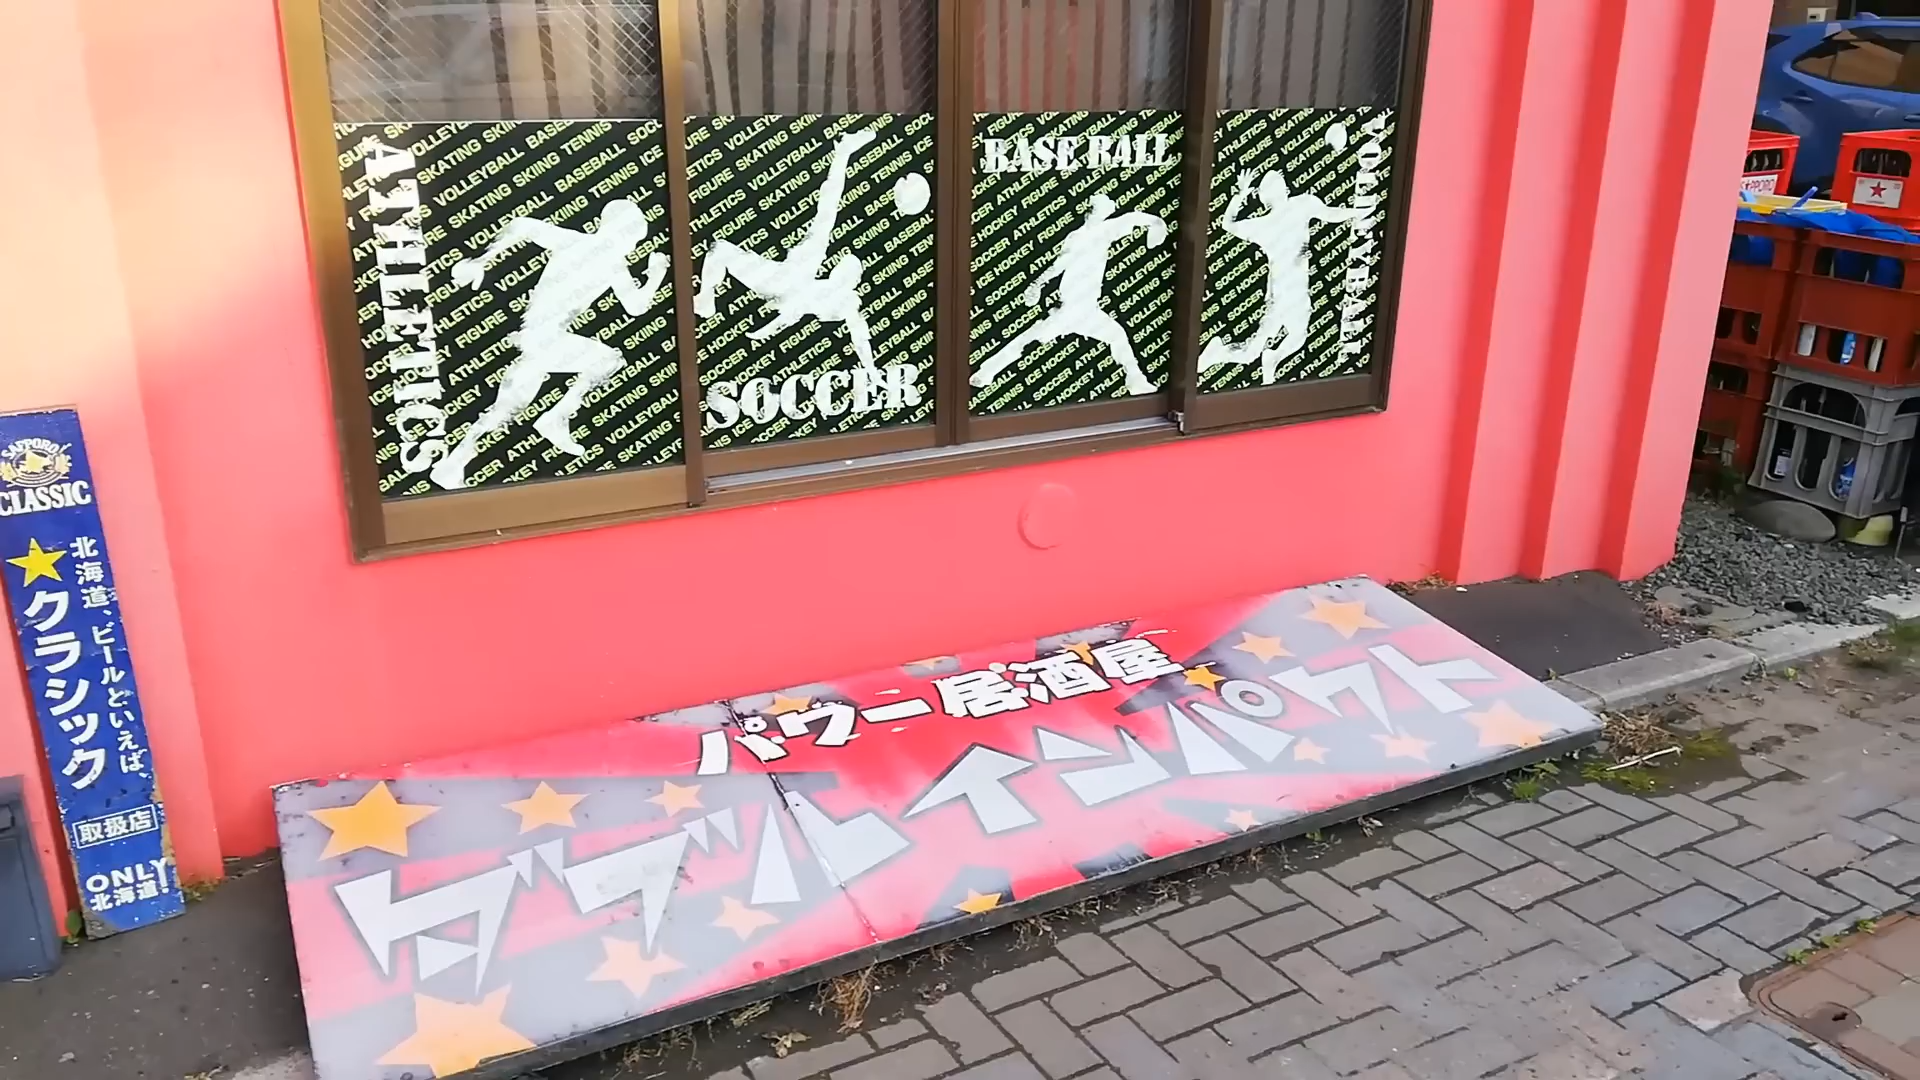 ATHLETICS
SOCCER
BASE BALL
VOLLEYBALL
SAPPORO
CLASSIC
北海道、ビールといえば、
★クラシック
取扱店
ONLY
北海道!
パワー居酒屋
ダブルインパクト
SAPPORO